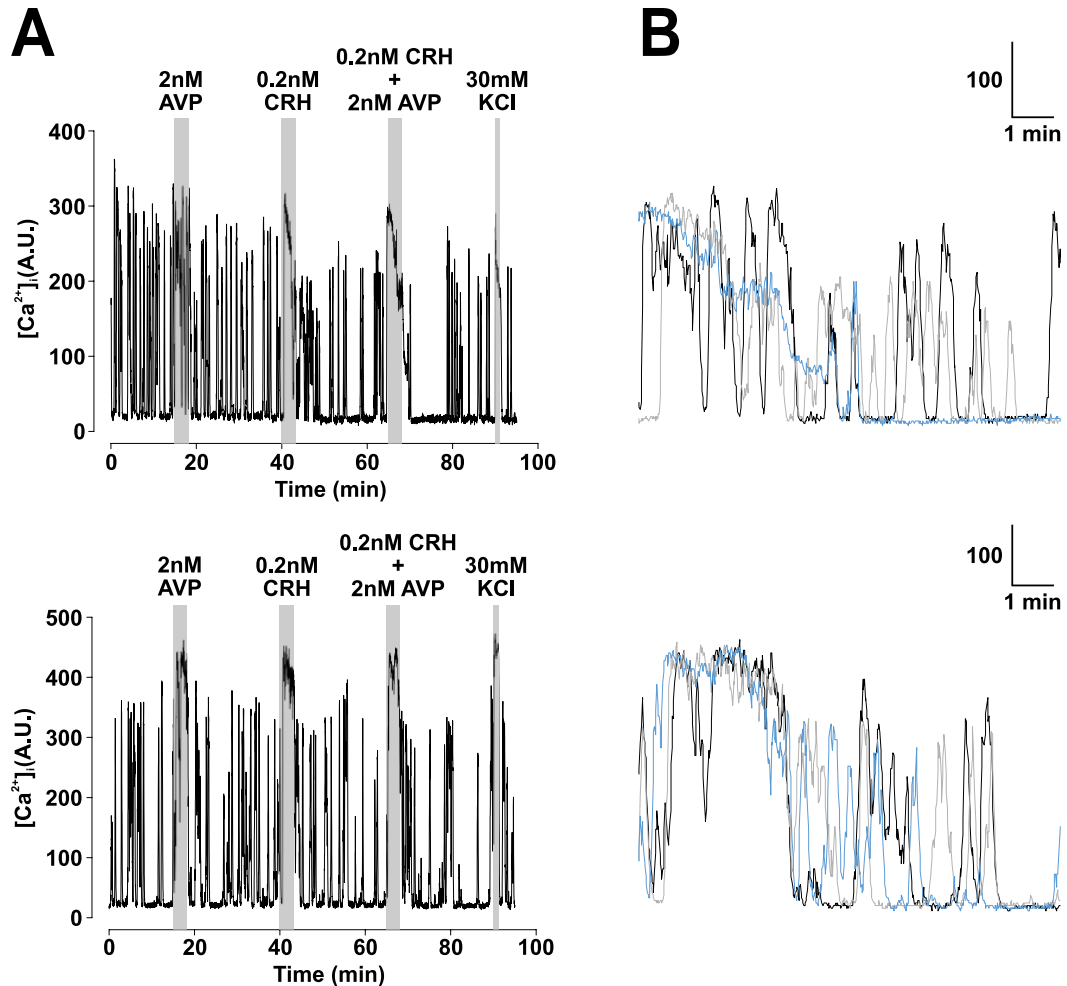 A
2nM
AVP
0.2nM
CRH
0.2nM CRH
+
2nM AVP
30mM
KCl
400
300
200
100
0
[Ca²⁺]ᵢ(A.U.)
0 20 40 60 80 100
Time (min)
B
100
1 min
2nM
AVP
0.2nM
CRH
0.2nM CRH
+
2nM AVP
30mM
KCl
500
400
300
200
100
0
[Ca²⁺]ᵢ(A.U.)
0 20 40 60 80 100
Time (min)
100
1 min